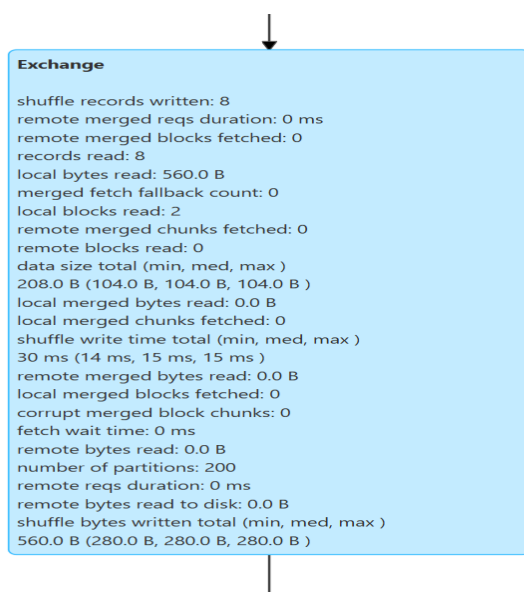 Exchange
shuffle records written: 8
remote merged reqs duration: 0 ms
remote merged blocks fetched: 0
records read: 8
local bytes read: 560.0 B
merged fetch fallback count: 0
local blocks read: 2
remote merged chunks fetched: 0
remote blocks read: 0
data size total (min, med, max )
208.0 B (104.0 B, 104.0 B, 104.0 B )
local merged bytes read: 0.0 B
local merged chunks fetched: 0
shuffle write time total (min, med, max )
30 ms (14 ms, 15 ms, 15 ms )
remote merged bytes read: 0.0 B
local merged blocks fetched: 0
corrupt merged block chunks: 0
fetch wait time: 0 ms
remote bytes read: 0.0 B
number of partitions: 200
remote reqs duration: 0 ms
remote bytes read to disk: 0.0 B
shuffle bytes written total (min, med, max )
560.0 B (280.0 B, 280.0 B, 280.0 B )